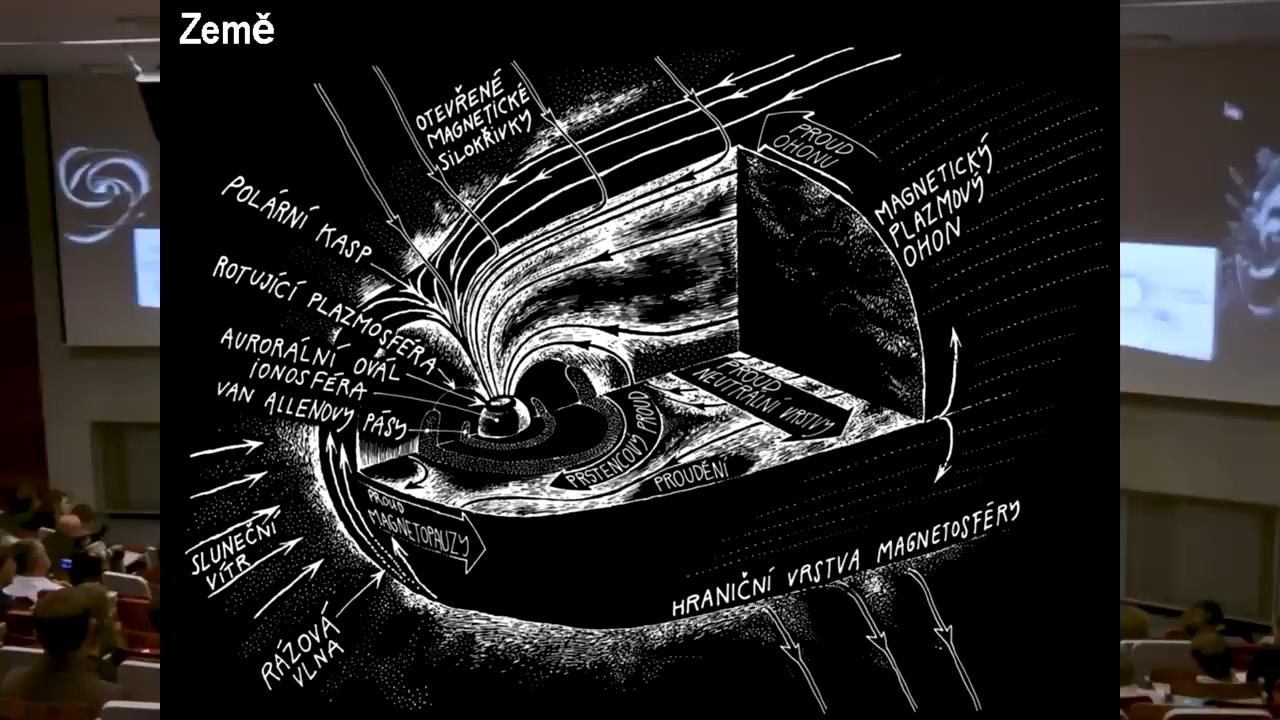 Země
OTEVŘENÉ
MAGNETICKÉ
SILOKŘIVKY
PROUD
OHONU
MAGNETICKÝ
PLAZMOVÝ
OHON
POLÁRNÍ KASP
ROTUJÍCÍ PLAZMOSFÉRA
AURORÁLNÍ OVÁL
IONOSFÉRA
VAN ALLENOVY PÁSY
PROUD
NEUTRÁLNÍ VRSTVY
PRSTENCOVÝ PROUD
PROUDĚNÍ
PROUD
MAGNETOPAUZY
SLUNEČNÍ
VÍTR
HRANIČNÍ VRSTVA MAGNETOSFÉRY
RÁZOVÁ
VLNA